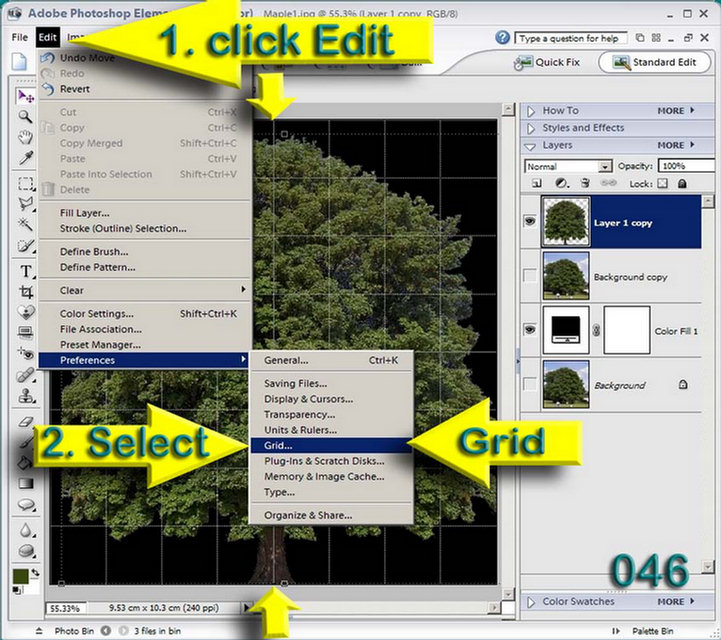 Adobe Photoshop Eleme
or)
Maple1.jpg @ 55.3% (Layer 1 copy, RGB/8)
File
Edit
1. click Edit
Type a question for help
Quick Fix
Standard Edit
Undo Move
Redo
Revert
Cut Ctrl+X
Copy Ctrl+C
Copy Merged Shift+Ctrl+C
Paste Ctrl+V
Paste Into Selection Shift+Ctrl+V
Delete
Fill Layer...
Stroke (Outline) Selection...
Define Brush...
Define Pattern...
Clear
Color Settings... Shift+Ctrl+K
File Association...
Preset Manager...
Preferences
General... Ctrl+K
Saving Files...
Display & Cursors...
Transparency...
Units & Rulers...
Grid...
Plug-Ins & Scratch Disks...
Memory & Image Cache...
Type...
Organize & Share...
2. Select
Grid
How To MORE
Styles and Effects
Layers MORE
Normal Opacity: 100%
Lock:
Layer 1 copy
Background copy
Color Fill 1
Background
046
Color Swatches MORE
55.33% 9.53 cm x 10.3 cm (240 ppi)
Photo Bin 3 files in bin
Palette Bin